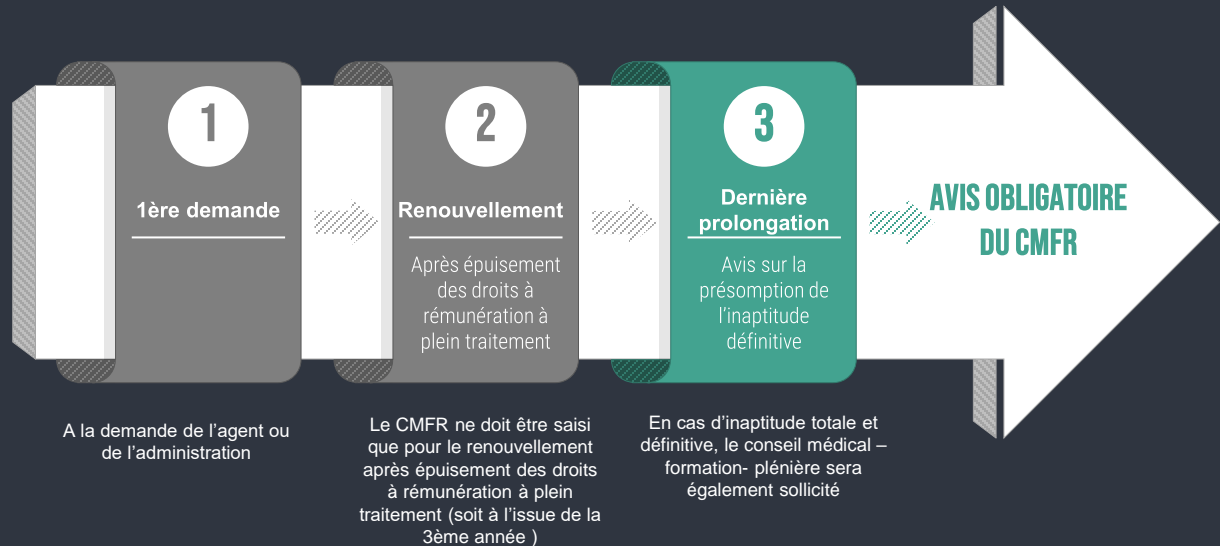 1
1ère demande
2
Renouvellement
Après épuisement
des droits à
rémunération à
plein traitement
3
Dernière
prolongation
Avis sur la
présomption de
l'inaptitude
définitive
AVIS OBLIGATOIRE
DU CMFR
A la demande de l'agent ou
de l'administration
Le CMFR ne doit être saisi
que pour le renouvellement
après épuisement des droits
à rémunération à plein
traitement (soit à l'issue de la
3ème année )
En cas d'inaptitude totale et
définitive, le conseil médical –
formation- plénière sera
également sollicité